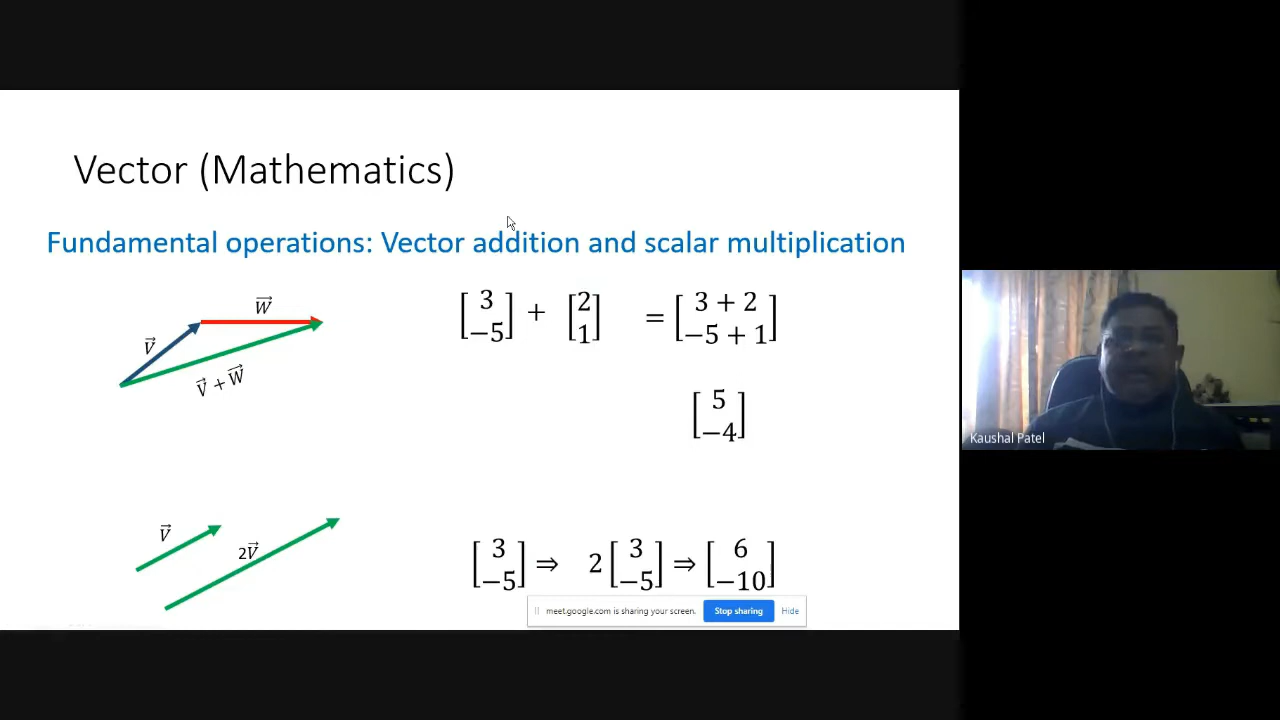 Vector (Mathematics)
Fundamental operations: Vector addition and scalar multiplication
W⃗
V⃗
V⃗ + W⃗
[3 −5] + [2 1] = [3 + 2 −5 + 1]
[5 −4]
V⃗
2V⃗
[3 −5] ⇒ 2 [3 −5] ⇒ [6 −10]
meet.google.com is sharing your screen. Stop sharing Hide
Kaushal Patel